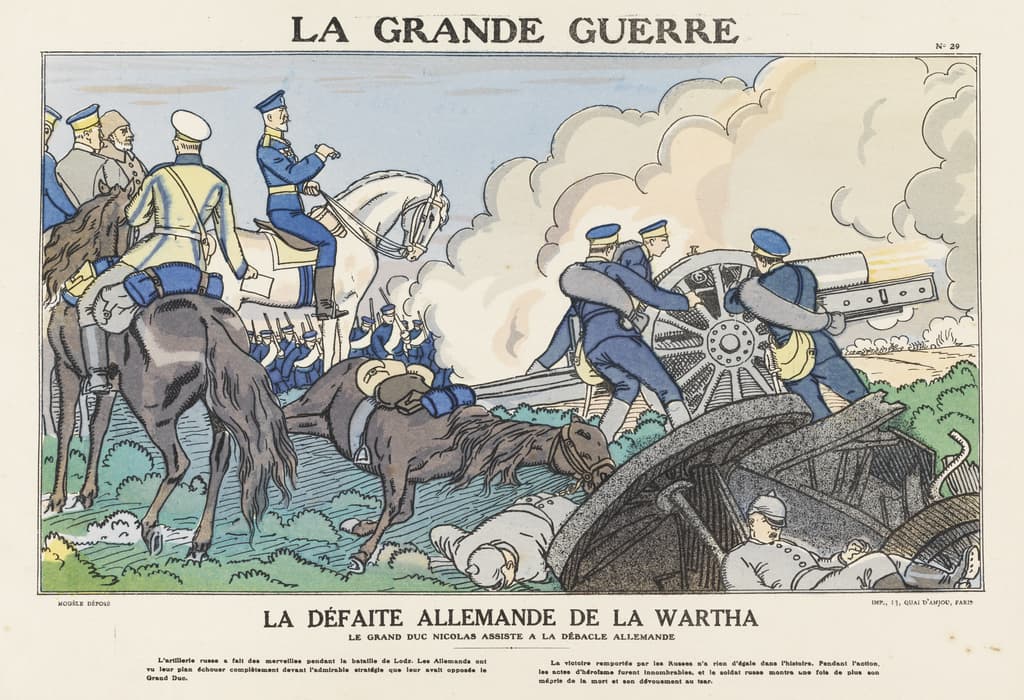 LA GRANDE GUERRE
N° 29
MODÈLE DÉPOSÉ
IMP., 13, QUAI D'ANJOU, PARIS
LA DÉFAITE ALLEMANDE DE LA WARTHA
LE GRAND DUC NICOLAS ASSISTE A LA DÉBACLE ALLEMANDE
L'artillerie russe a fait des merveilles pendant la bataille de Lodz. Les Allemands ont
vu leur plan échouer complètement devant l'admirable stratégie que leur avait opposée le
Grand Duc.
La victoire remportée par les Russes n'a rien d'égale dans l'histoire. Pendant l'action,
les actes d'héroïsme furent innombrables, et le soldat russe montra une fois de plus son
mépris de la mort et son dévouement au tsar.